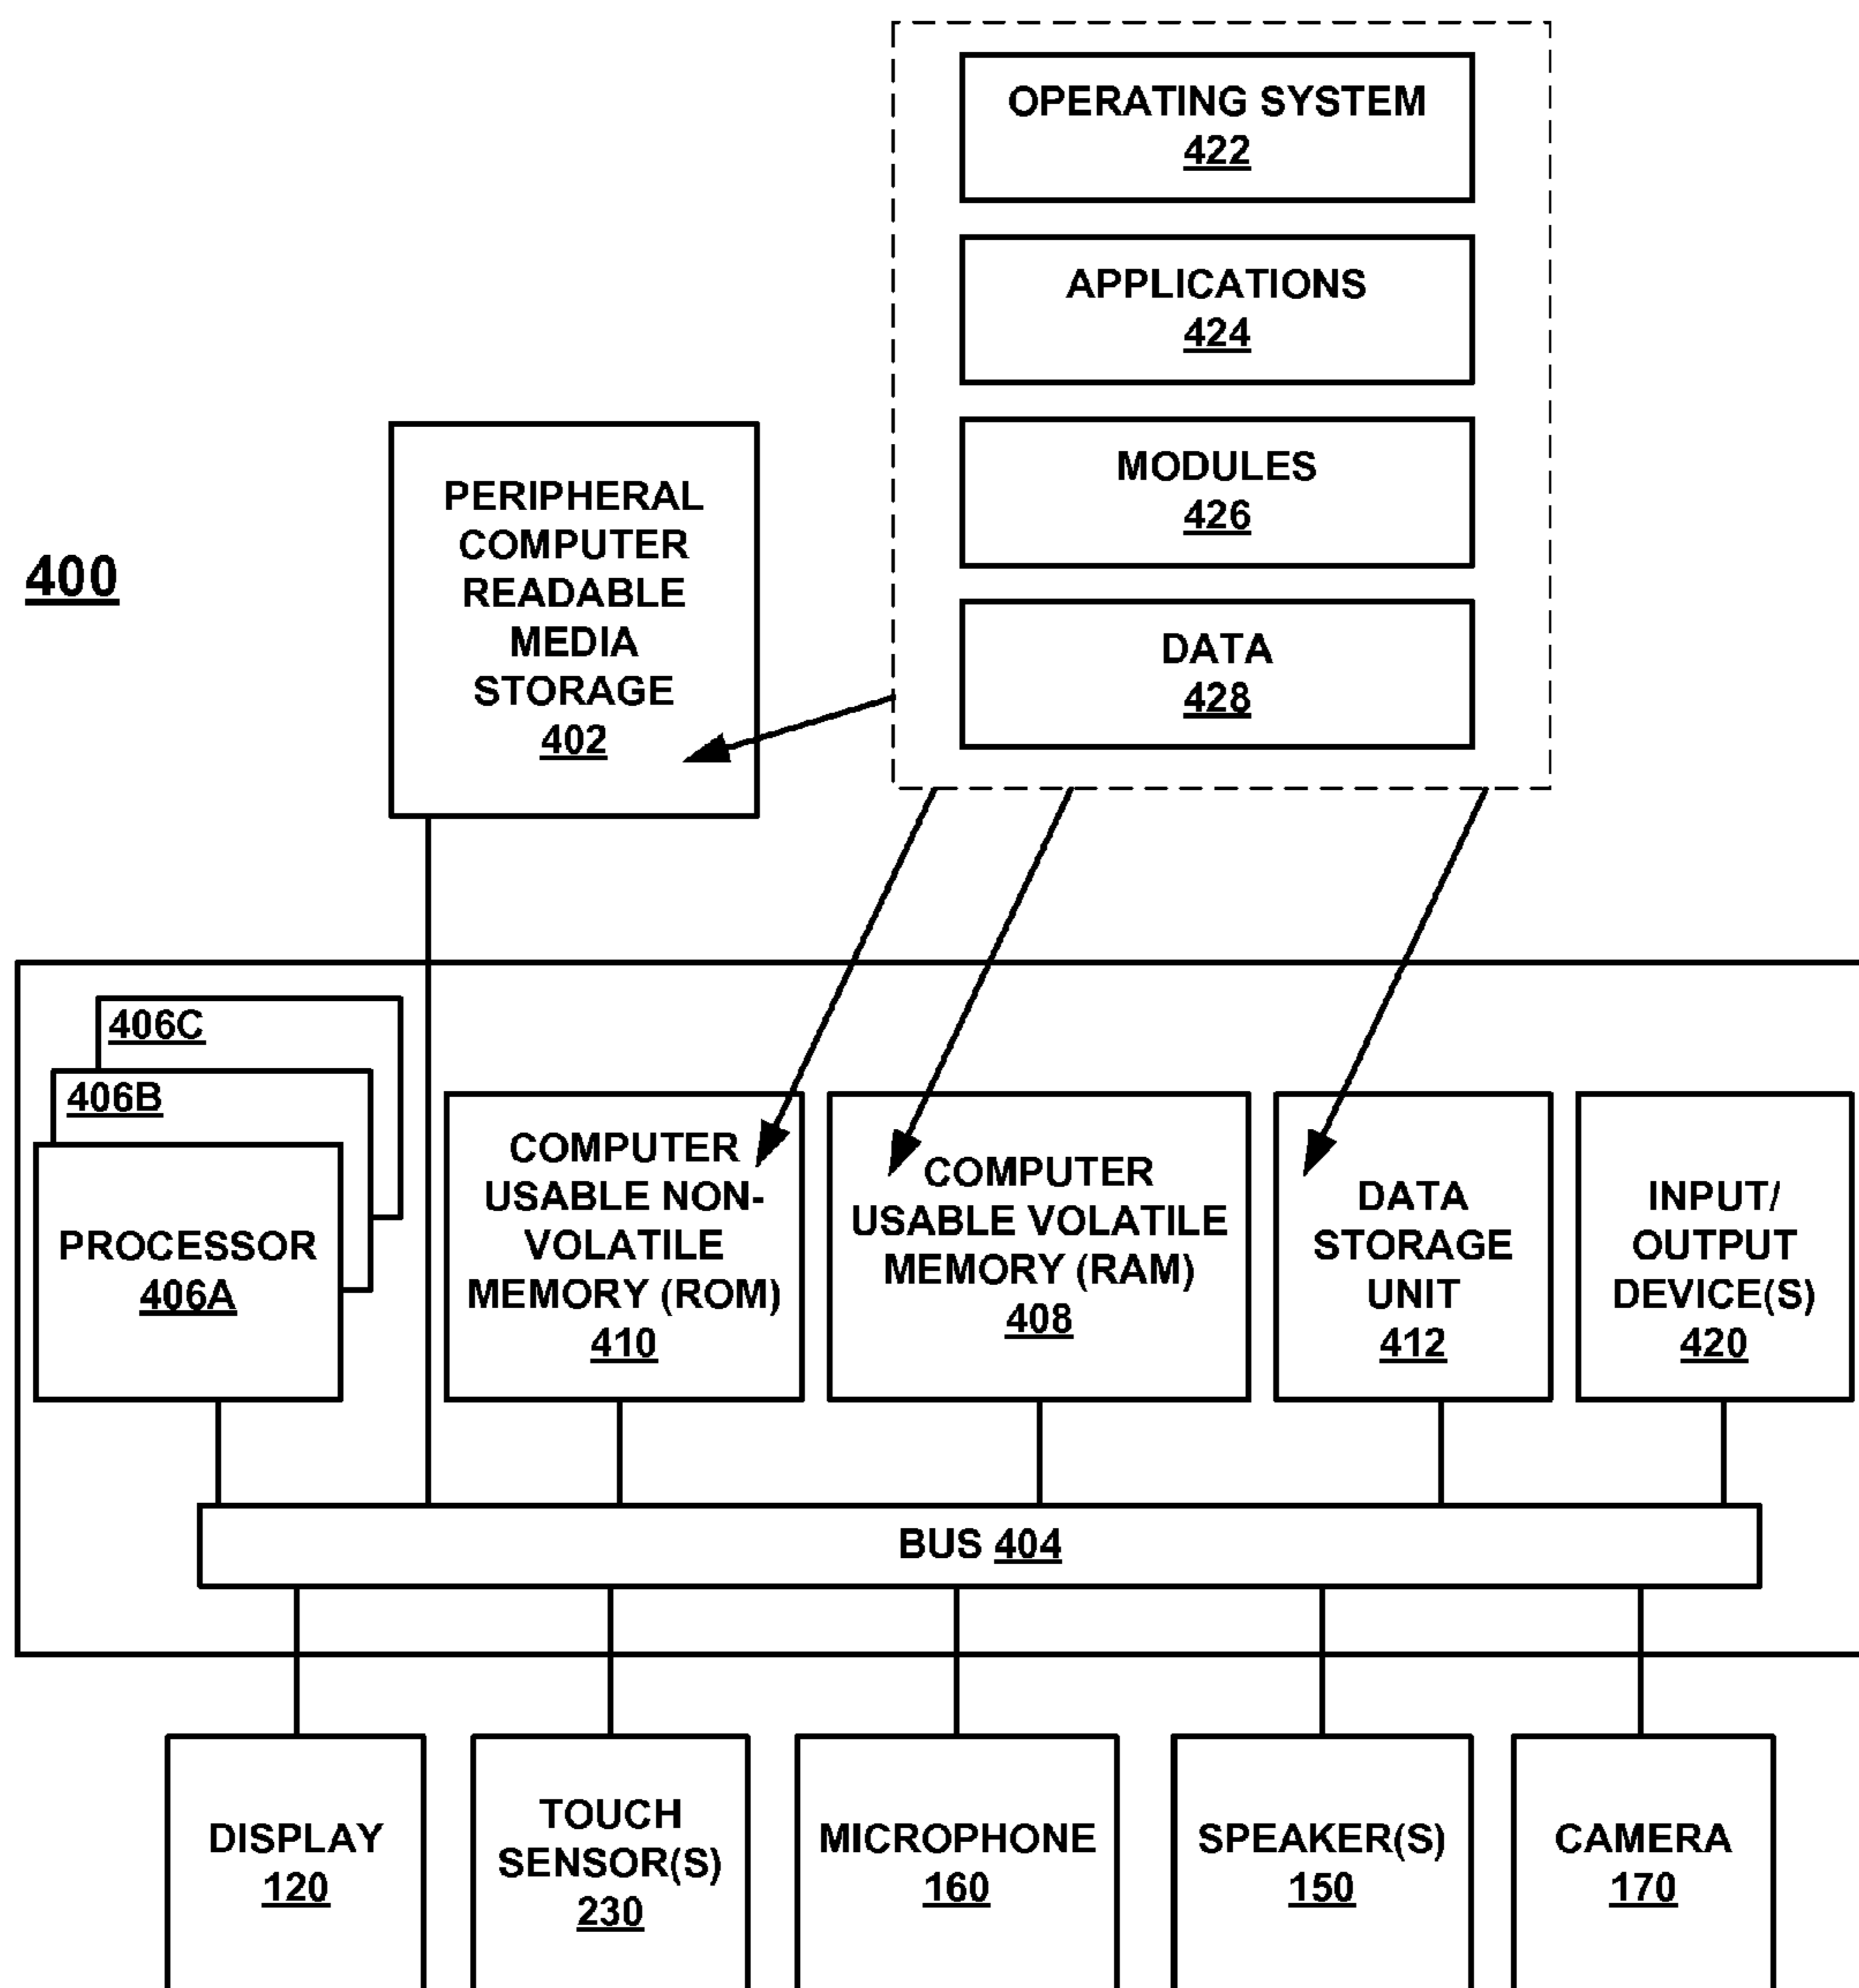 OPERATING SYSTEM
422
APPLICATIONS
424
MODULES
426
DATA
428
PERIPHERAL
COMPUTER
READABLE
MEDIA
STORAGE
402
400
406C
406B
PROCESSOR
406A
COMPUTER
USABLE NON-
VOLATILE
MEMORY (ROM)
410
COMPUTER
USABLE VOLATILE
MEMORY (RAM)
408
DATA
STORAGE
UNIT
412
INPUT/
OUTPUT
DEVICE(S)
420
BUS 404
DISPLAY
120
TOUCH
SENSOR(S)
230
MICROPHONE
160
SPEAKER(S)
150
CAMERA
170